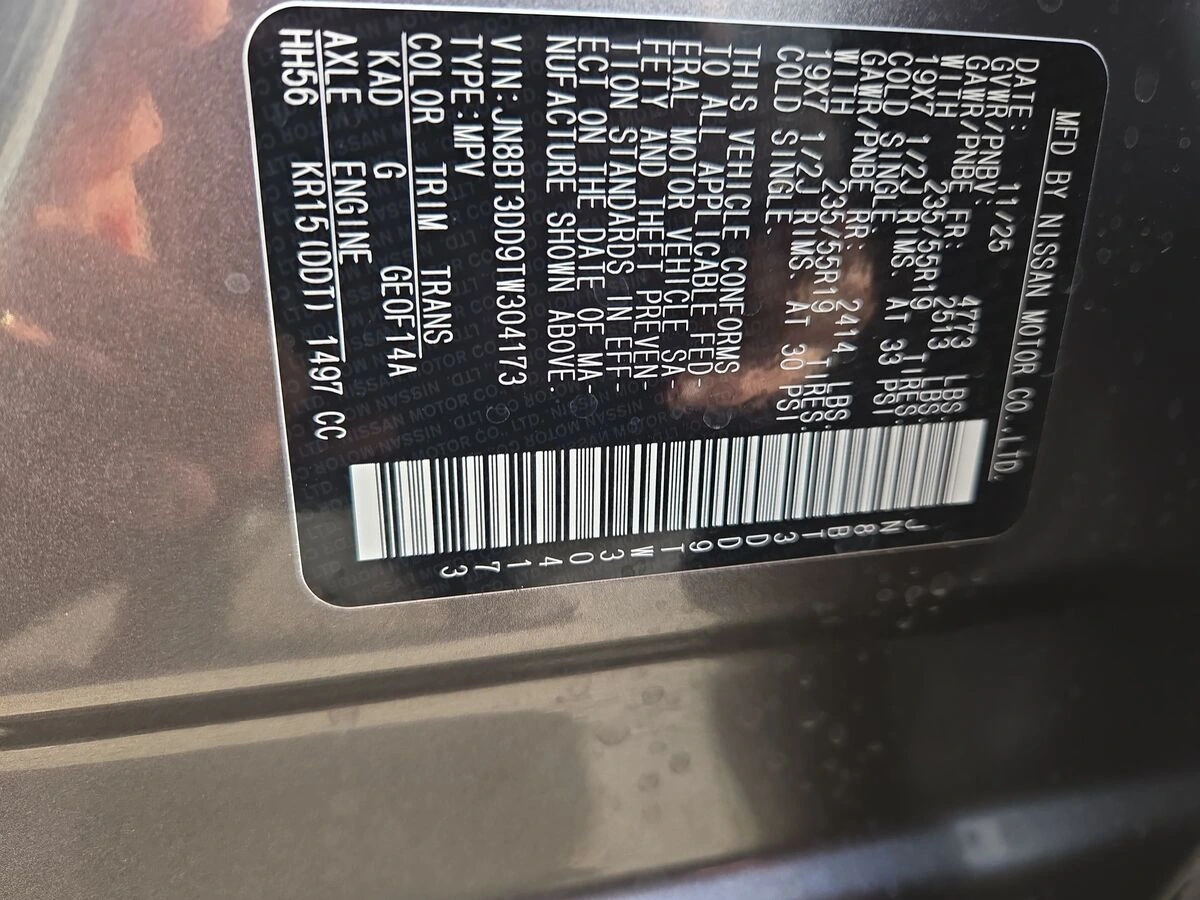 MFD BY NISSAN MOTOR CO.,LTD.
DATE: 11/25
GVWR/PNBV: 4773 LBS.
GAWR/PNBE FR: 2513 LBS.
WITH 235/55R19 TIRES.
19X7 1/2J RIMS. AT 33 PSI
COLD SINGLE.
GAWR/PNBE RR: 2414 LBS.
WITH 235/55R19 TIRES.
19X7 1/2J RIMS. AT 30 PSI
COLD SINGLE.
THIS VEHICLE CONFORMS
TO ALL APPLICABLE FED-
ERAL MOTOR VEHICLE SA-
FETY AND THEFT PREVEN-
TION STANDARDS IN EFF-
ECT ON THE DATE OF MA-
NUFACTURE SHOWN ABOVE.
VIN:JN8BT3DD9TW304173
TYPE:MPV
COLOR TRIM TRANS
KAD G GE0F14A
AXLE ENGINE
HH56 KR15(DDT) 1497 CC
JN8BT3DD9TW304173